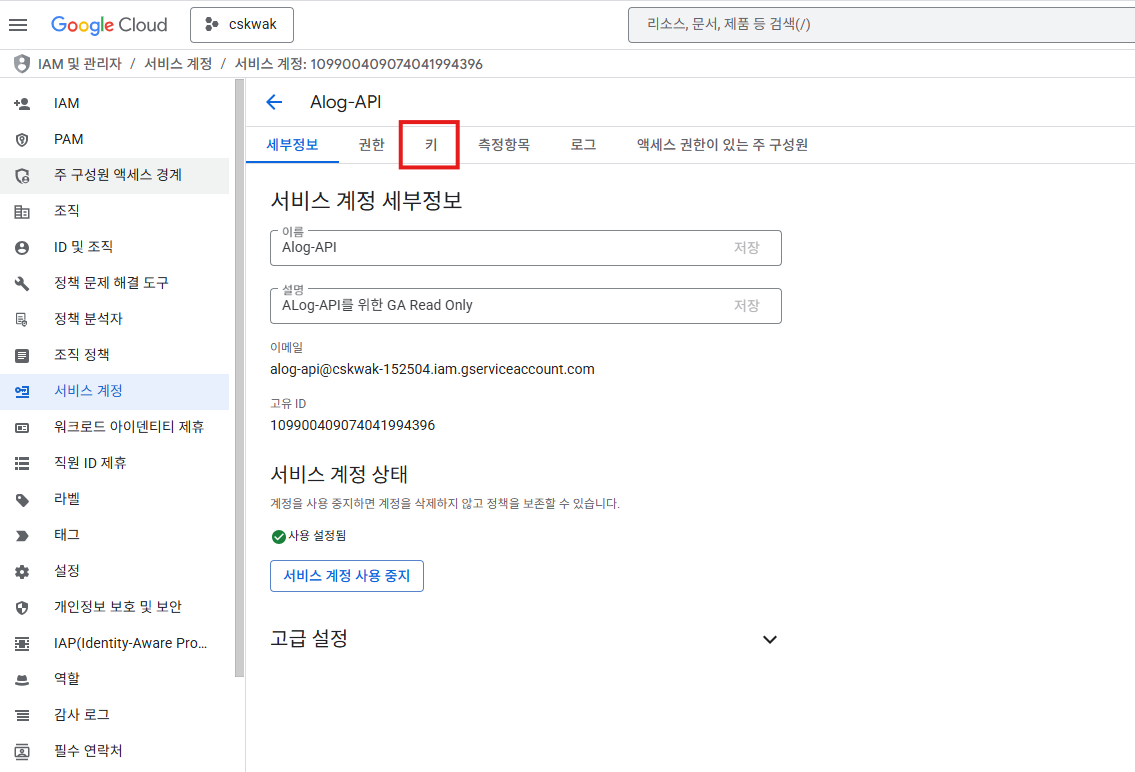 Google Cloud
cskwak
리소스, 문서, 제품 등 검색(/)
IAM 및 관리자 / 서비스 계정 / 서비스 계정: 109900409074041994396
IAM
PAM
주 구성원 액세스 경계
조직
ID 및 조직
정책 문제 해결 도구
정책 분석자
조직 정책
서비스 계정
워크로드 아이덴티티 제휴
직원 ID 제휴
라벨
태그
설정
개인정보 보호 및 보안
IAP(Identity-Aware Pro...
역할
감사 로그
필수 연락처
Alog-API
세부정보 권한 키 측정항목 로그 액세스 권한이 있는 주 구성원
서비스 계정 세부정보
이름
Alog-API 저장
설명
ALog-API를 위한 GA Read Only 저장
이메일
alog-api@cskwak-152504.iam.gserviceaccount.com
고유 ID
109900409074041994396
서비스 계정 상태
계정을 사용 중지하면 계정을 삭제하지 않고 정책을 보존할 수 있습니다.
사용 설정됨
서비스 계정 사용 중지
고급 설정